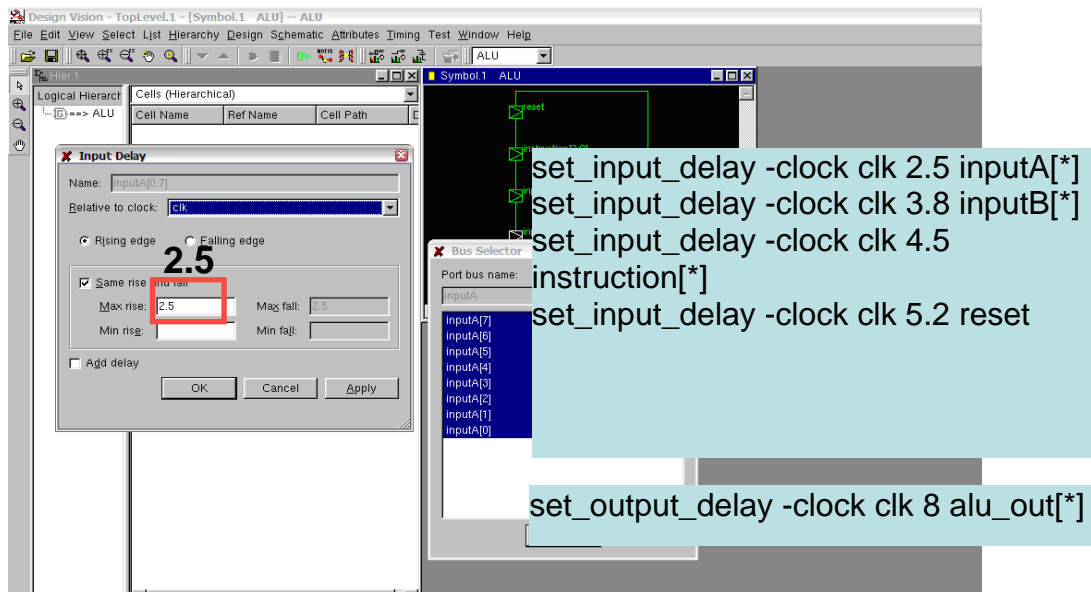 Design Vision - TopLevel.1 - [Symbol.1 ALU] -- ALU
File Edit View Select List Hierarchy Design Schematic Attributes Timing Test Window Help
ALU
Hier.1
Logical Hierarch
==> ALU
Cells (Hierarchical)
Cell Name Ref Name Cell Path
Symbol.1 ALU
reset
Input Delay
Name: inputA[0:7]
Relative to clock: clk
Rising edge Falling edge
2.5
Same rise and fall
Max rise: 2.5 Max fall: 2.5
Min rise: Min fall:
Add delay
OK Cancel Apply
Bus Selector
Port bus name:
inputA
inputA[7]
inputA[6]
inputA[5]
inputA[4]
inputA[3]
inputA[2]
inputA[1]
inputA[0]
set_input_delay -clock clk 2.5 inputA[*]
set_input_delay -clock clk 3.8 inputB[*]
set_input_delay -clock clk 4.5
instruction[*]
set_input_delay -clock clk 5.2 reset
set_output_delay -clock clk 8 alu_out[*]